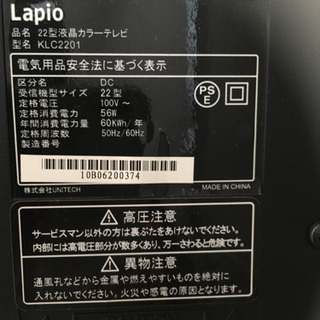 Lapio
品名 22型液晶カラーテレビ
型名 KLC2201
電気用品安全法に基づく表示
区分名 DC
受信機型サイズ 22型
定格電圧 100V～
定格消費電力 56W
年間消費電力量 60KWh/年
定格周波数 50Hz/60Hz
製造番号
PS
E
10B06200374
株式会社UNITECH MADE IN CHINA
⚠高圧注意
サービスマン以外の方は裏ぶたをあけないでください。
内部には高電圧部分が数多くあり、万一さわると危険です。
⚠異物注意
通風孔などから金属や燃えやすいものを絶対に
入れないでください。火災や感電の原因となります。